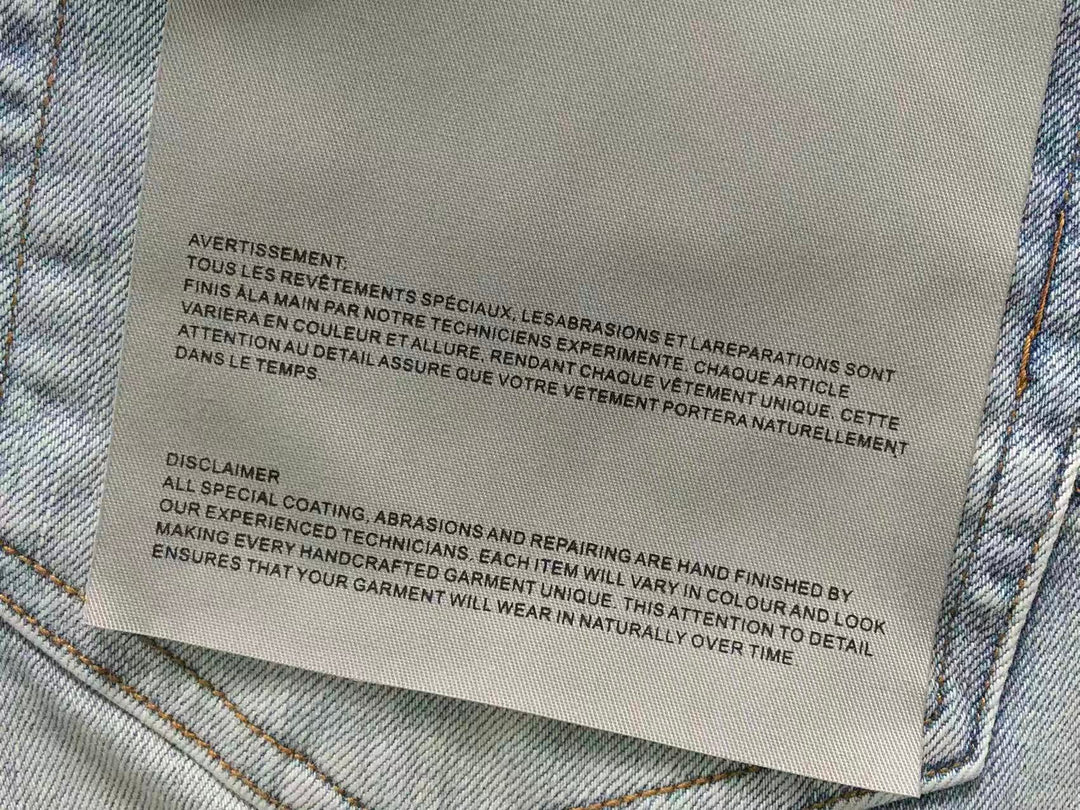 AVERTISSEMENT:
TOUS LES REVÊTEMENTS SPÉCIAUX, LESABRASIONS ET LAREPARATIONS SONT
FINIS ÀLA MAIN PAR NOTRE TECHNICIENS EXPERIMENTE. CHAQUE ARTICLE
VARIERA EN COULEUR ET ALLURE, RENDANT CHAQUE VÊTEMENT UNIQUE. CETTE
ATTENTION AU DETAIL ASSURE QUE VOTRE VETEMENT PORTERA NATURELLEMENT
DANS LE TEMPS.
DISCLAIMER
ALL SPECIAL COATING, ABRASIONS AND REPAIRING ARE HAND FINISHED BY
OUR EXPERIENCED TECHNICIANS. EACH ITEM WILL VARY IN COLOUR AND LOOK
MAKING EVERY HANDCRAFTED GARMENT UNIQUE. THIS ATTENTION TO DETAIL
ENSURES THAT YOUR GARMENT WILL WEAR IN NATURALLY OVER TIME